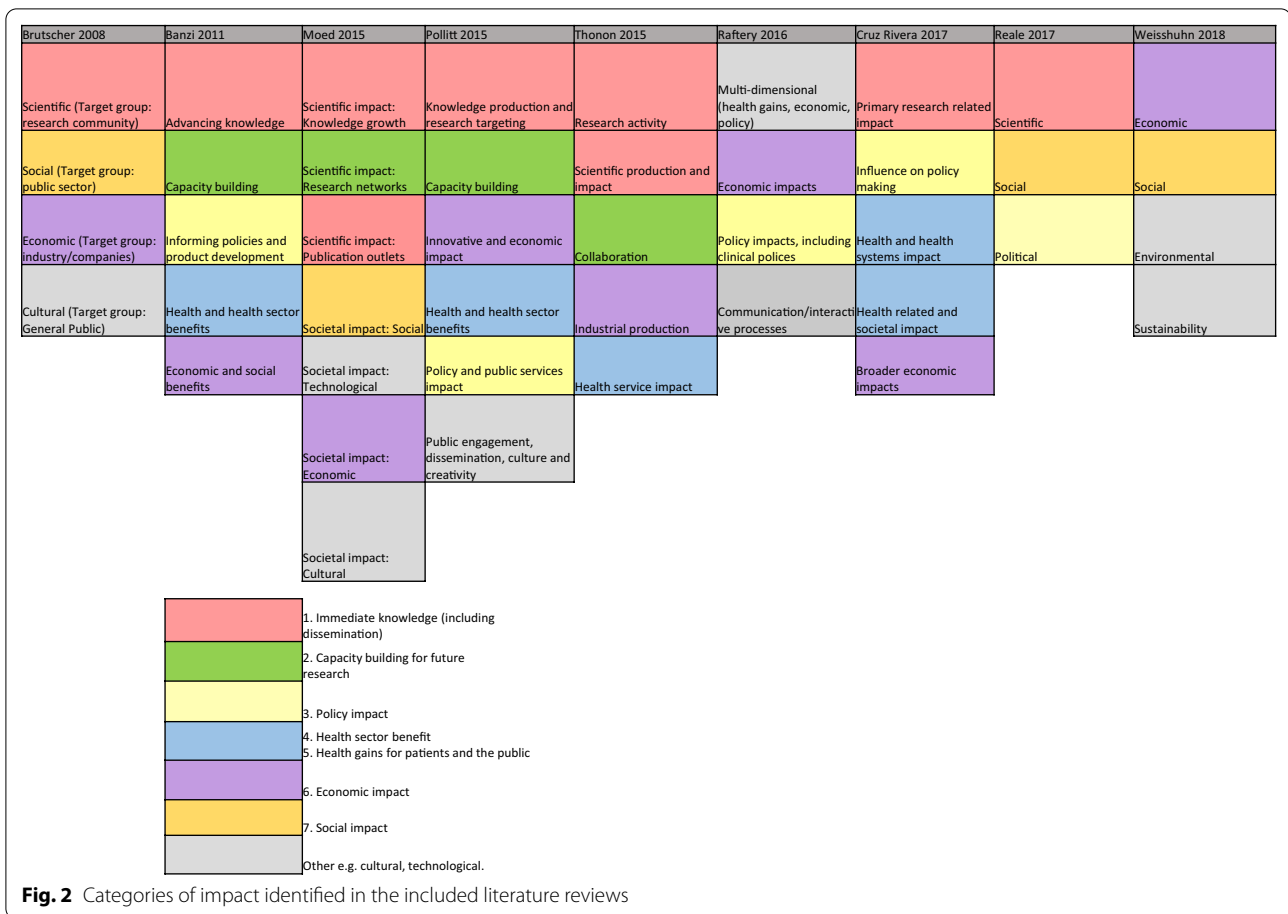 Brutscher 2008 Banzi 2011 Moed 2015 Pollitt 2015 Thonon 2015 Raftery 2016 Cruz Rivera 2017 Reale 2017 Weisshuhn 2018
Scientific (Target group:
research community)
Advancing knowledge
Scientific impact:
Knowledge growth
Knowledge production and
research targeting
Research activity
Multi-dimensional
(health gains, economic,
policy)
Primary research related
impact
Scientific
Economic
Social (Target group:
public sector)
Capacity building
Scientific impact:
Research networks
Capacity building
Scientific production and
impact
Economic impacts
Influence on policy
making
Social
Social
Economic (Target group:
industry/companies)
Informing policies and
product development
Scientific impact:
Publication outlets
Innovative and economic
impact
Collaboration
Policy impacts, including
clinical polices
Health and health
systems impact
Political
Environmental
Cultural (Target group:
General Public)
Health and health sector
benefits
Societal impact: Social
Health and health sector
benefits
Industrial production
Communication/interacti
ve processes
Health related and
societal impact
Sustainability
Economic and social
benefits
Societal impact:
Technological
Policy and public services
impact
Health service impact
Broader economic
impacts
Societal impact:
Economic
Public engagement,
dissemination, culture and
creativity
Societal impact:
Cultural
1. Immediate knowledge (including
dissemination)
2. Capacity building for future
research
3. Policy impact
4. Health sector benefit
5. Health gains for patients and the public
6. Economic impact
7. Social impact
Other e.g. cultural, technological.
Fig. 2 Categories of impact identified in the included literature reviews